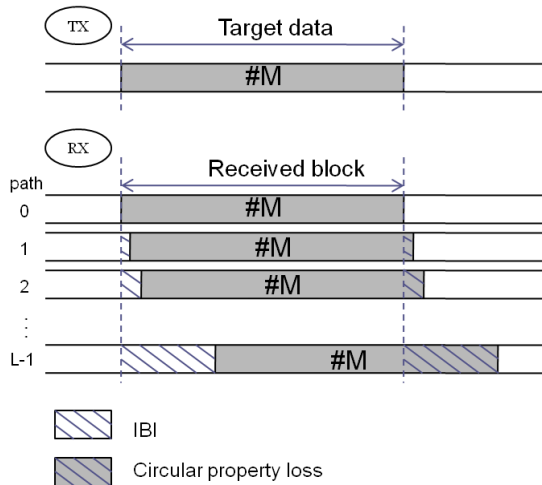 TX
Target data
#M
RX
Received block
path
0
#M
1
#M
2
#M
⋮
L-1
#M
IBI
Circular property loss